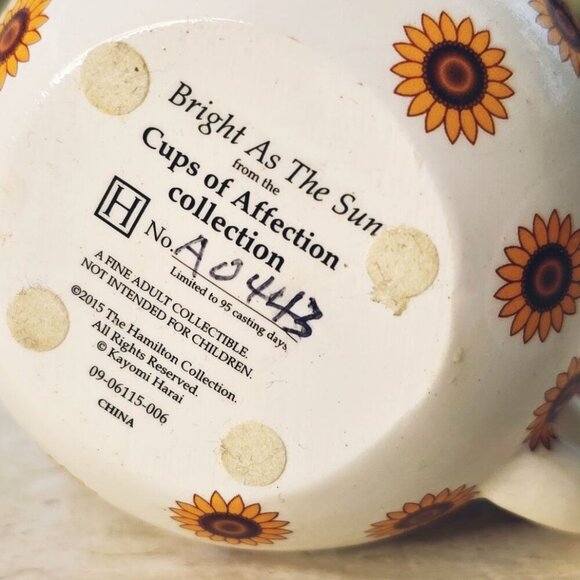 Bright As The Sun
from the
Cups of Affection
collection
H No. A0443
Limited to 95 casting days
A FINE ADULT COLLECTIBLE.
NOT INTENDED FOR CHILDREN.
©2015 The Hamilton Collection.
All Rights Reserved.
© Kayomi Harai
09-06115-006
CHINA